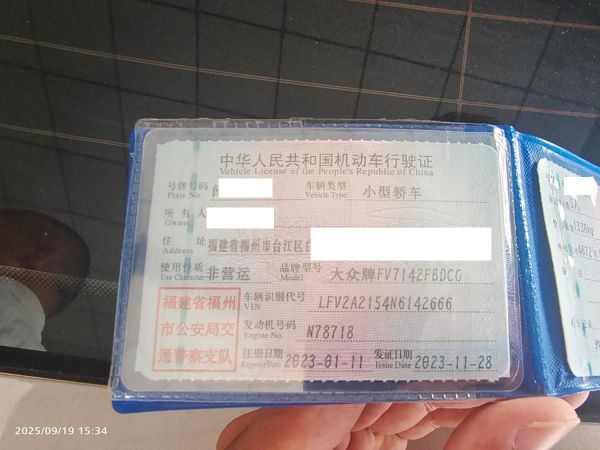 中华人民共和国机动车行驶证
Vehicle License of the People's Republic of China
号牌号码 车辆类型 小型轿车
Plate No. Vehicle Type
所有人
Owner
住址 福建省福州市台江区
Address
使用性质 非营运 品牌型号 大众牌FV7142FBDCG
Use Character Model
福建省福州
市公安局交
通警察支队
车辆识别代号 LFV2A2154N6142666
VIN
发动机号码 N78718
Engine No.
注册日期 2023-01-11 发证日期 2023-11-28
Register Date Issue Date
5人
1338kg
2025/09/19 15:34